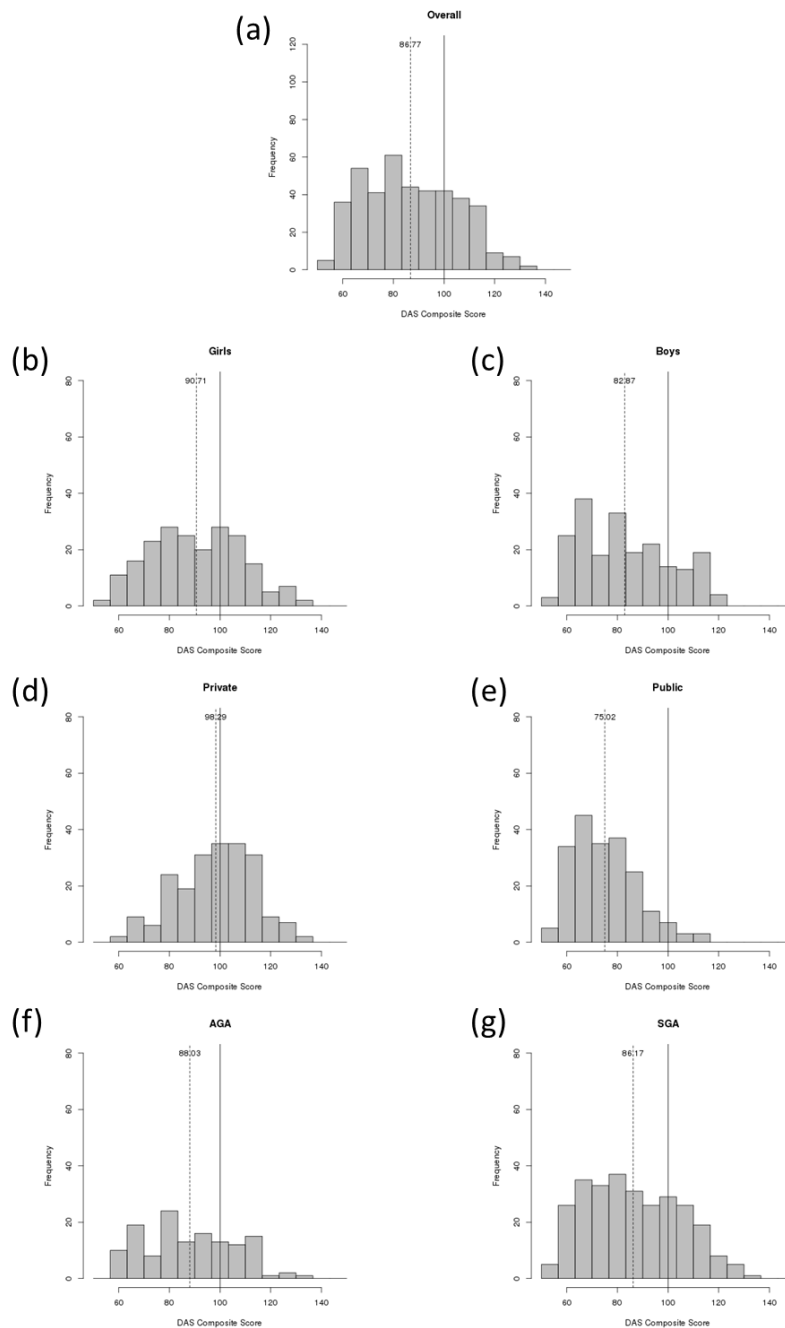 (a)
Overall
86.77
Frequency
0 20 40 60 80 100 120
60 80 100 120 140
DAS Composite Score
(b)
Girls
90.71
Frequency
0 20 40 60 80
60 80 100 120 140
DAS Composite Score
(c)
Boys
82.87
Frequency
0 20 40 60 80
60 80 100 120 140
DAS Composite Score
(d)
Private
98.29
Frequency
0 20 40 60 80
60 80 100 120 140
DAS Composite Score
(e)
Public
75.02
Frequency
0 20 40 60 80
60 80 100 120 140
DAS Composite Score
(f)
AGA
88.03
Frequency
0 20 40 60 80
60 80 100 120 140
DAS Composite Score
(g)
SGA
86.17
Frequency
0 20 40 60 80
60 80 100 120 140
DAS Composite Score